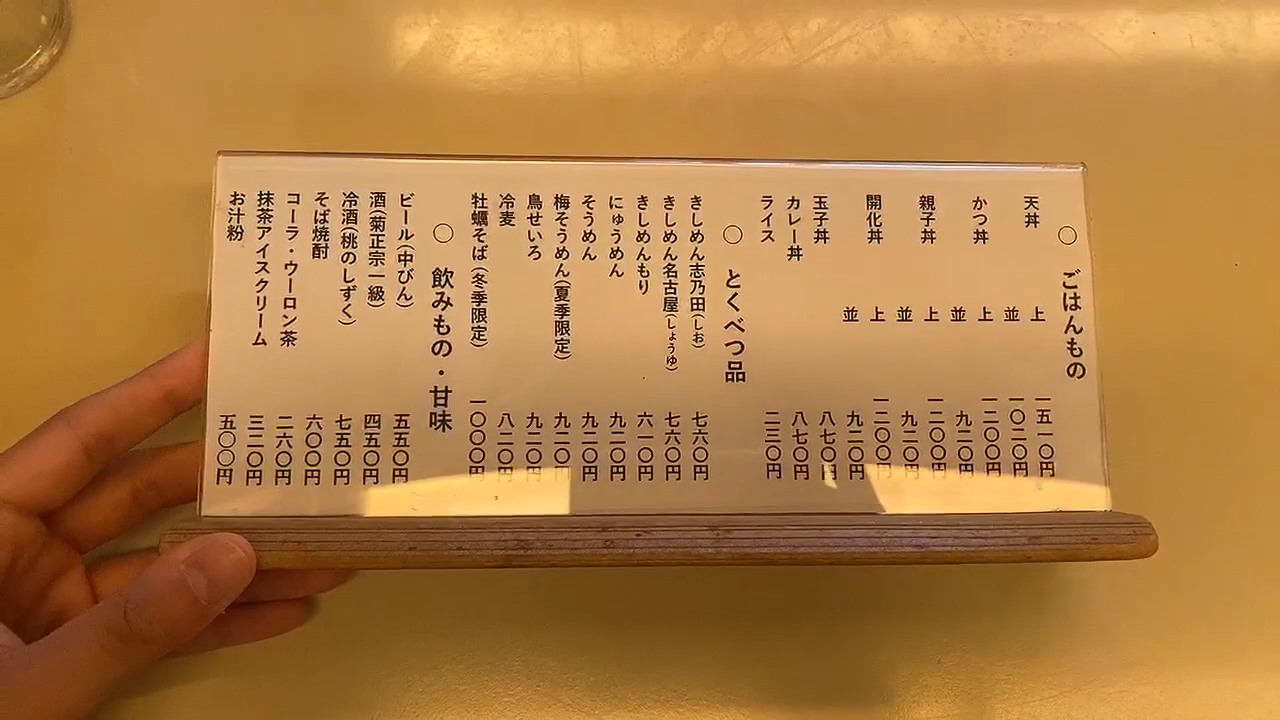 ○ ごはんもの
天丼 上 一五一〇円
並 一〇二〇円
かつ丼 上 一二〇〇円
並 九二〇円
親子丼 上 一二〇〇円
並 九二〇円
開化丼 上 一二〇〇円
並 九二〇円
玉子丼 八七〇円
カレー丼 八七〇円
ライス 二三〇円
○ とくべつ品
きしめん志乃田(しお) 七六〇円
きしめん名古屋(しょうゆ) 七六〇円
きしめんもり 六一〇円
にゅうめん 九二〇円
そうめん 九二〇円
梅そうめん(夏季限定) 九二〇円
鳥せいろ 九二〇円
冷麦 八二〇円
牡蠣そば(冬季限定) 一〇〇〇円
○ 飲みもの・甘味
ビール(中びん) 五五〇円
酒(菊正宗一級) 四五〇円
冷酒(桃のしずく) 七五〇円
そば焼酎 六〇〇円
コーラ・ウーロン茶 二六〇円
抹茶アイスクリーム 三二〇円
お汁粉 五〇〇円